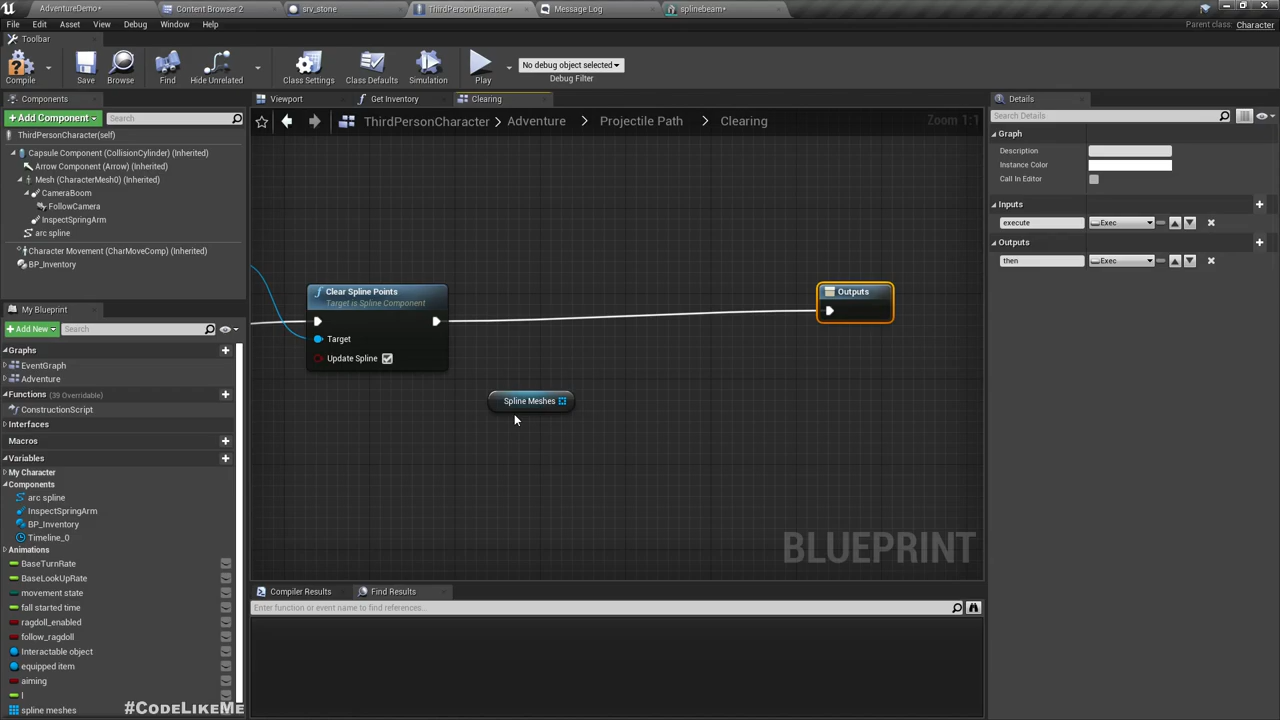 AdventureDemo*
Content Browser 2
srv_stone
ThirdPersonCharacter*
Message Log
splinebeam*
File
Edit
Asset
View
Debug
Window
Help
Parent class: Character
Toolbar
Compile
Save
Browse
Find
Hide Unrelated
Class Settings
Class Defaults
Simulation
Play
No debug object selected
Debug Filter
Components
+Add Component
Search
ThirdPersonCharacter(self)
Capsule Component (CollisionCylinder) (Inherited)
Arrow Component (Arrow) (Inherited)
Mesh (CharacterMesh0) (Inherited)
CameraBoom
FollowCamera
InspectSpringArm
arc spline
Character Movement (CharMoveComp) (Inherited)
BP_Inventory
My Blueprint
+Add New
Search
Graphs
EventGraph
Adventure
Functions (39 Overridable)
ConstructionScript
Interfaces
Macros
Variables
My Character
Components
arc spline
InspectSpringArm
BP_Inventory
Timeline_0
Animations
BaseTurnRate
BaseLookUpRate
movement state
fall started time
ragdoll_enabled
follow_ragdoll
Interactable object
equipped item
aiming
l
spline meshes
#CODELIKEME
Viewport
Get Inventory
Clearing
ThirdPersonCharacter > Adventure > Projectile Path > Clearing
Zoom 1:1
Clear Spline Points
Target is Spline Component
Target
Update Spline
Spline Meshes
Outputs
BLUEPRINT
Compiler Results
Find Results
Enter function or event name to find references...
Details
Search Details
Graph
Description
Instance Color
Call In Editor
Inputs
execute
Exec
Outputs
then
Exec